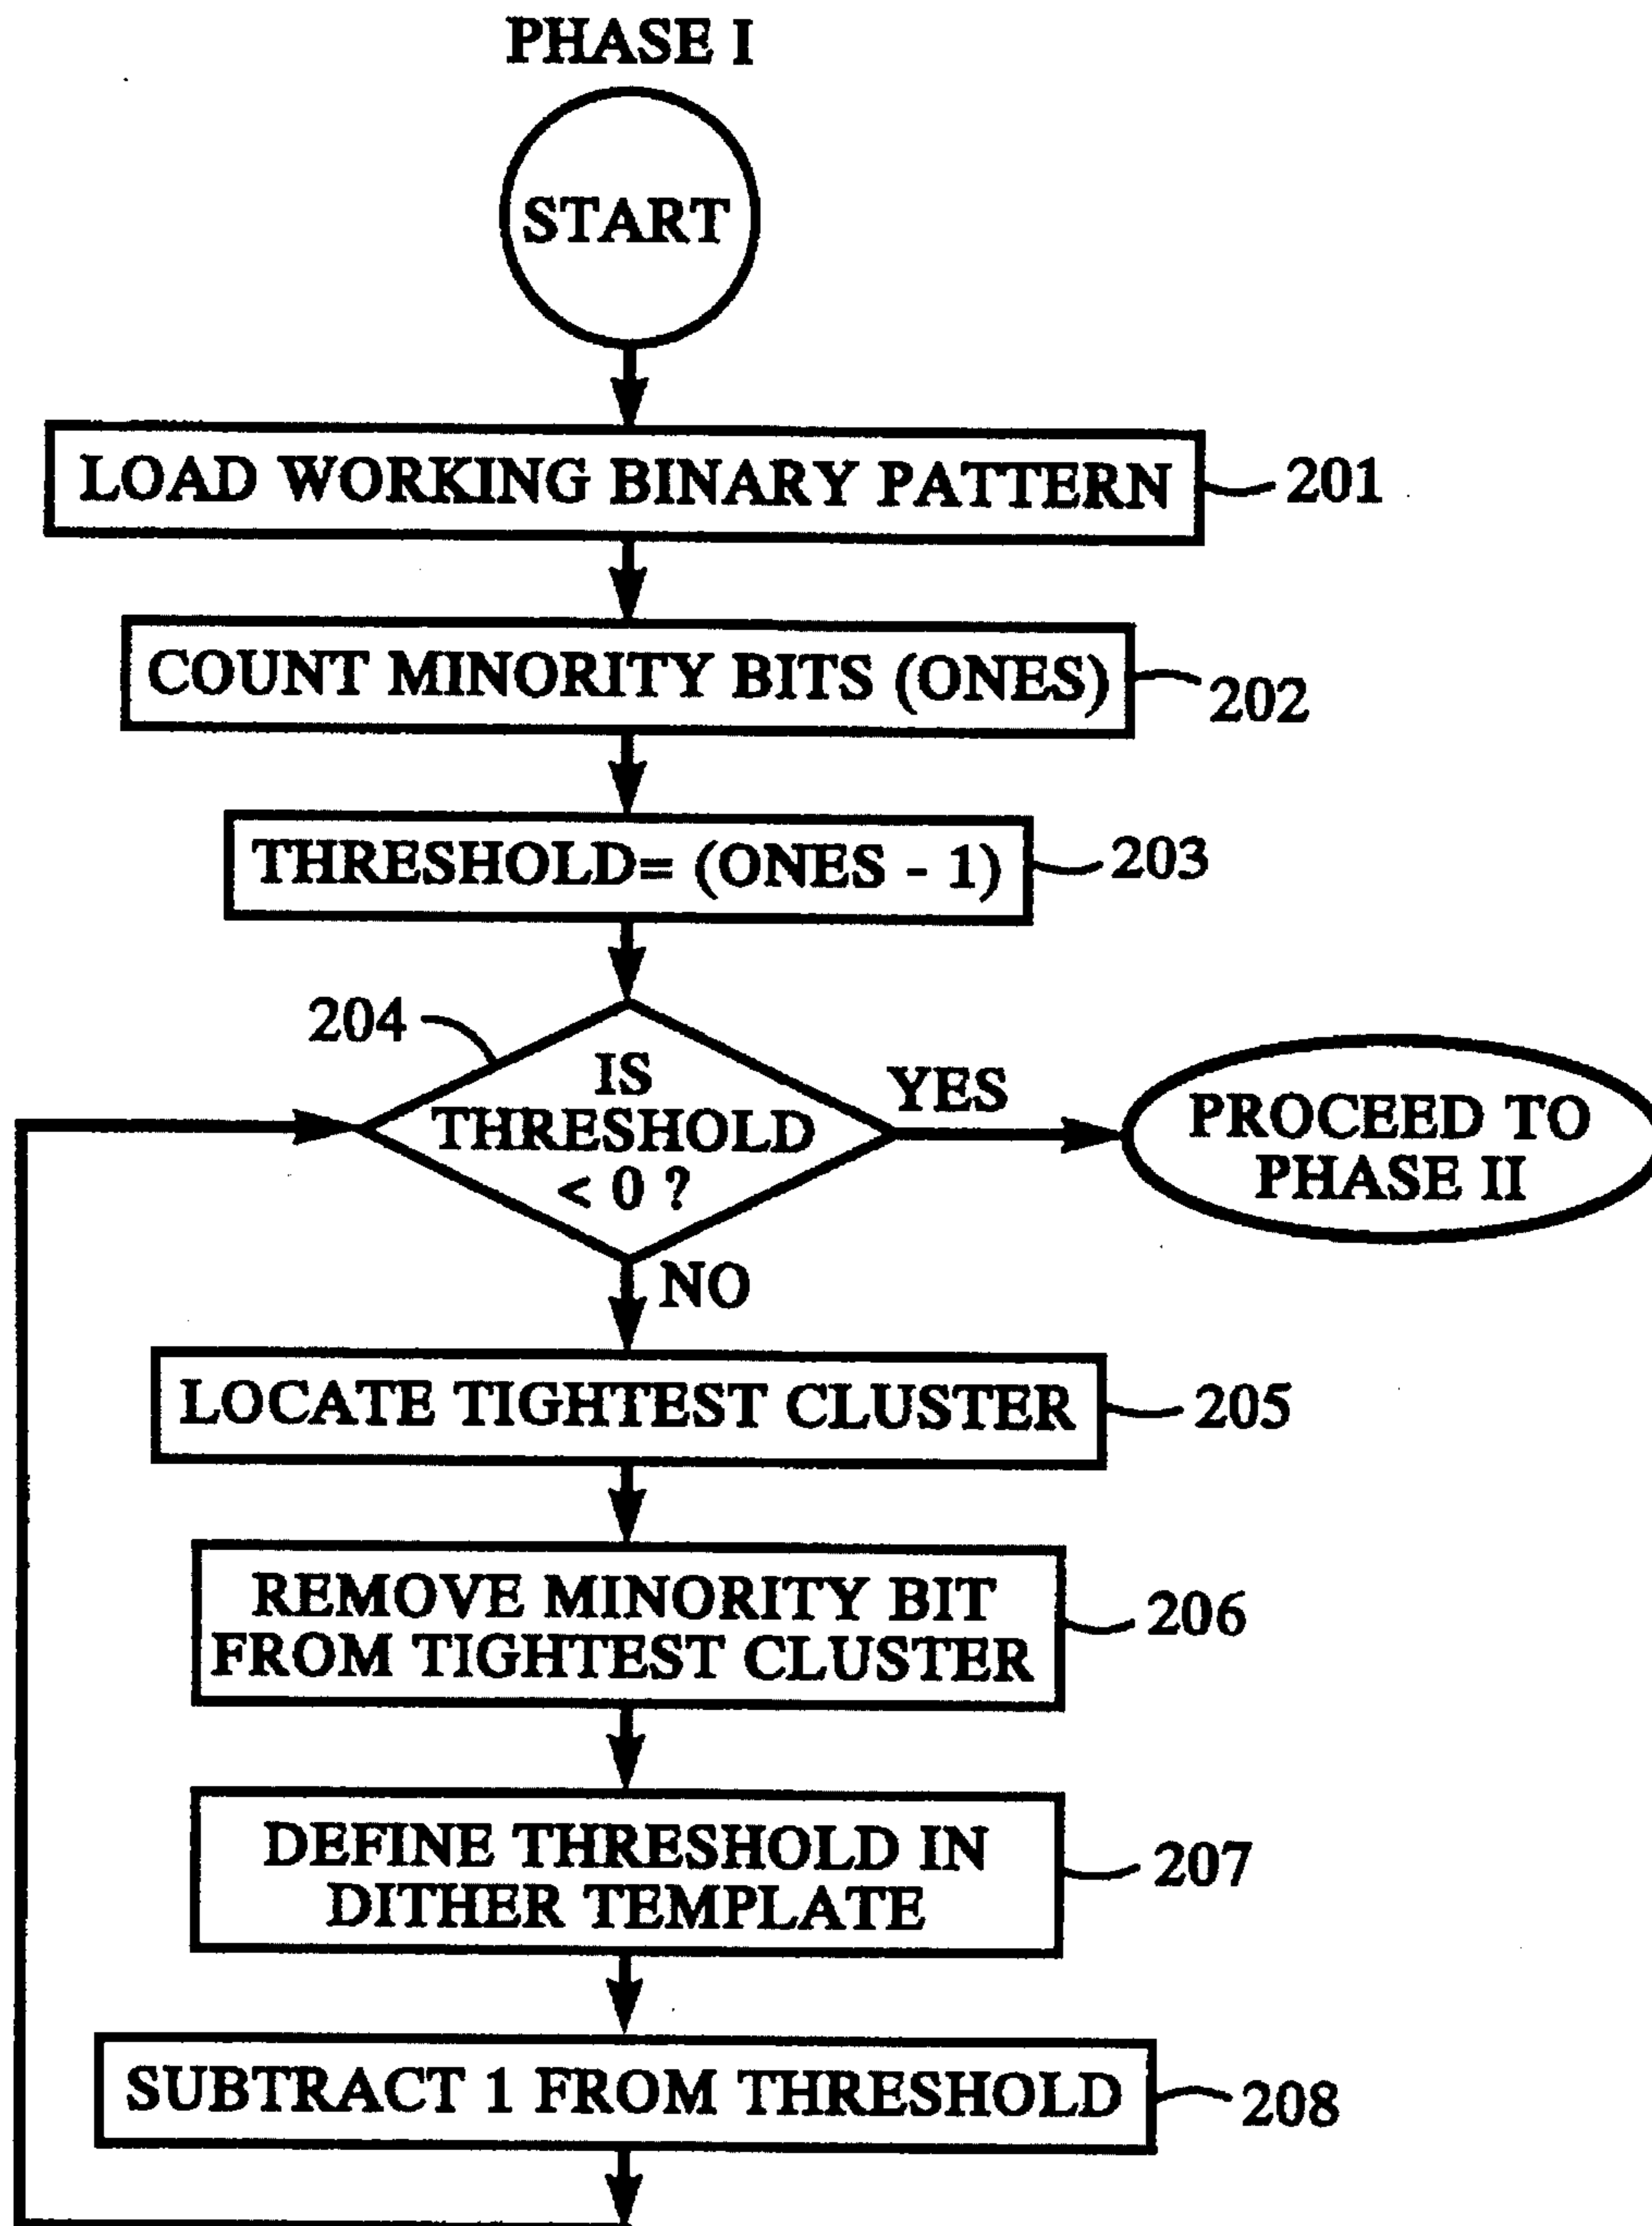 PHASE I
START
LOAD WORKING BINARY PATTERN
201
COUNT MINORITY BITS (ONES)
202
THRESHOLD= (ONES - 1)
203
204
IS
THRESHOLD
< 0 ?
YES
PROCEED TO
PHASE II
NO
LOCATE TIGHTEST CLUSTER
205
REMOVE MINORITY BIT
FROM TIGHTEST CLUSTER
206
DEFINE THRESHOLD IN
DITHER TEMPLATE
207
SUBTRACT 1 FROM THRESHOLD
208